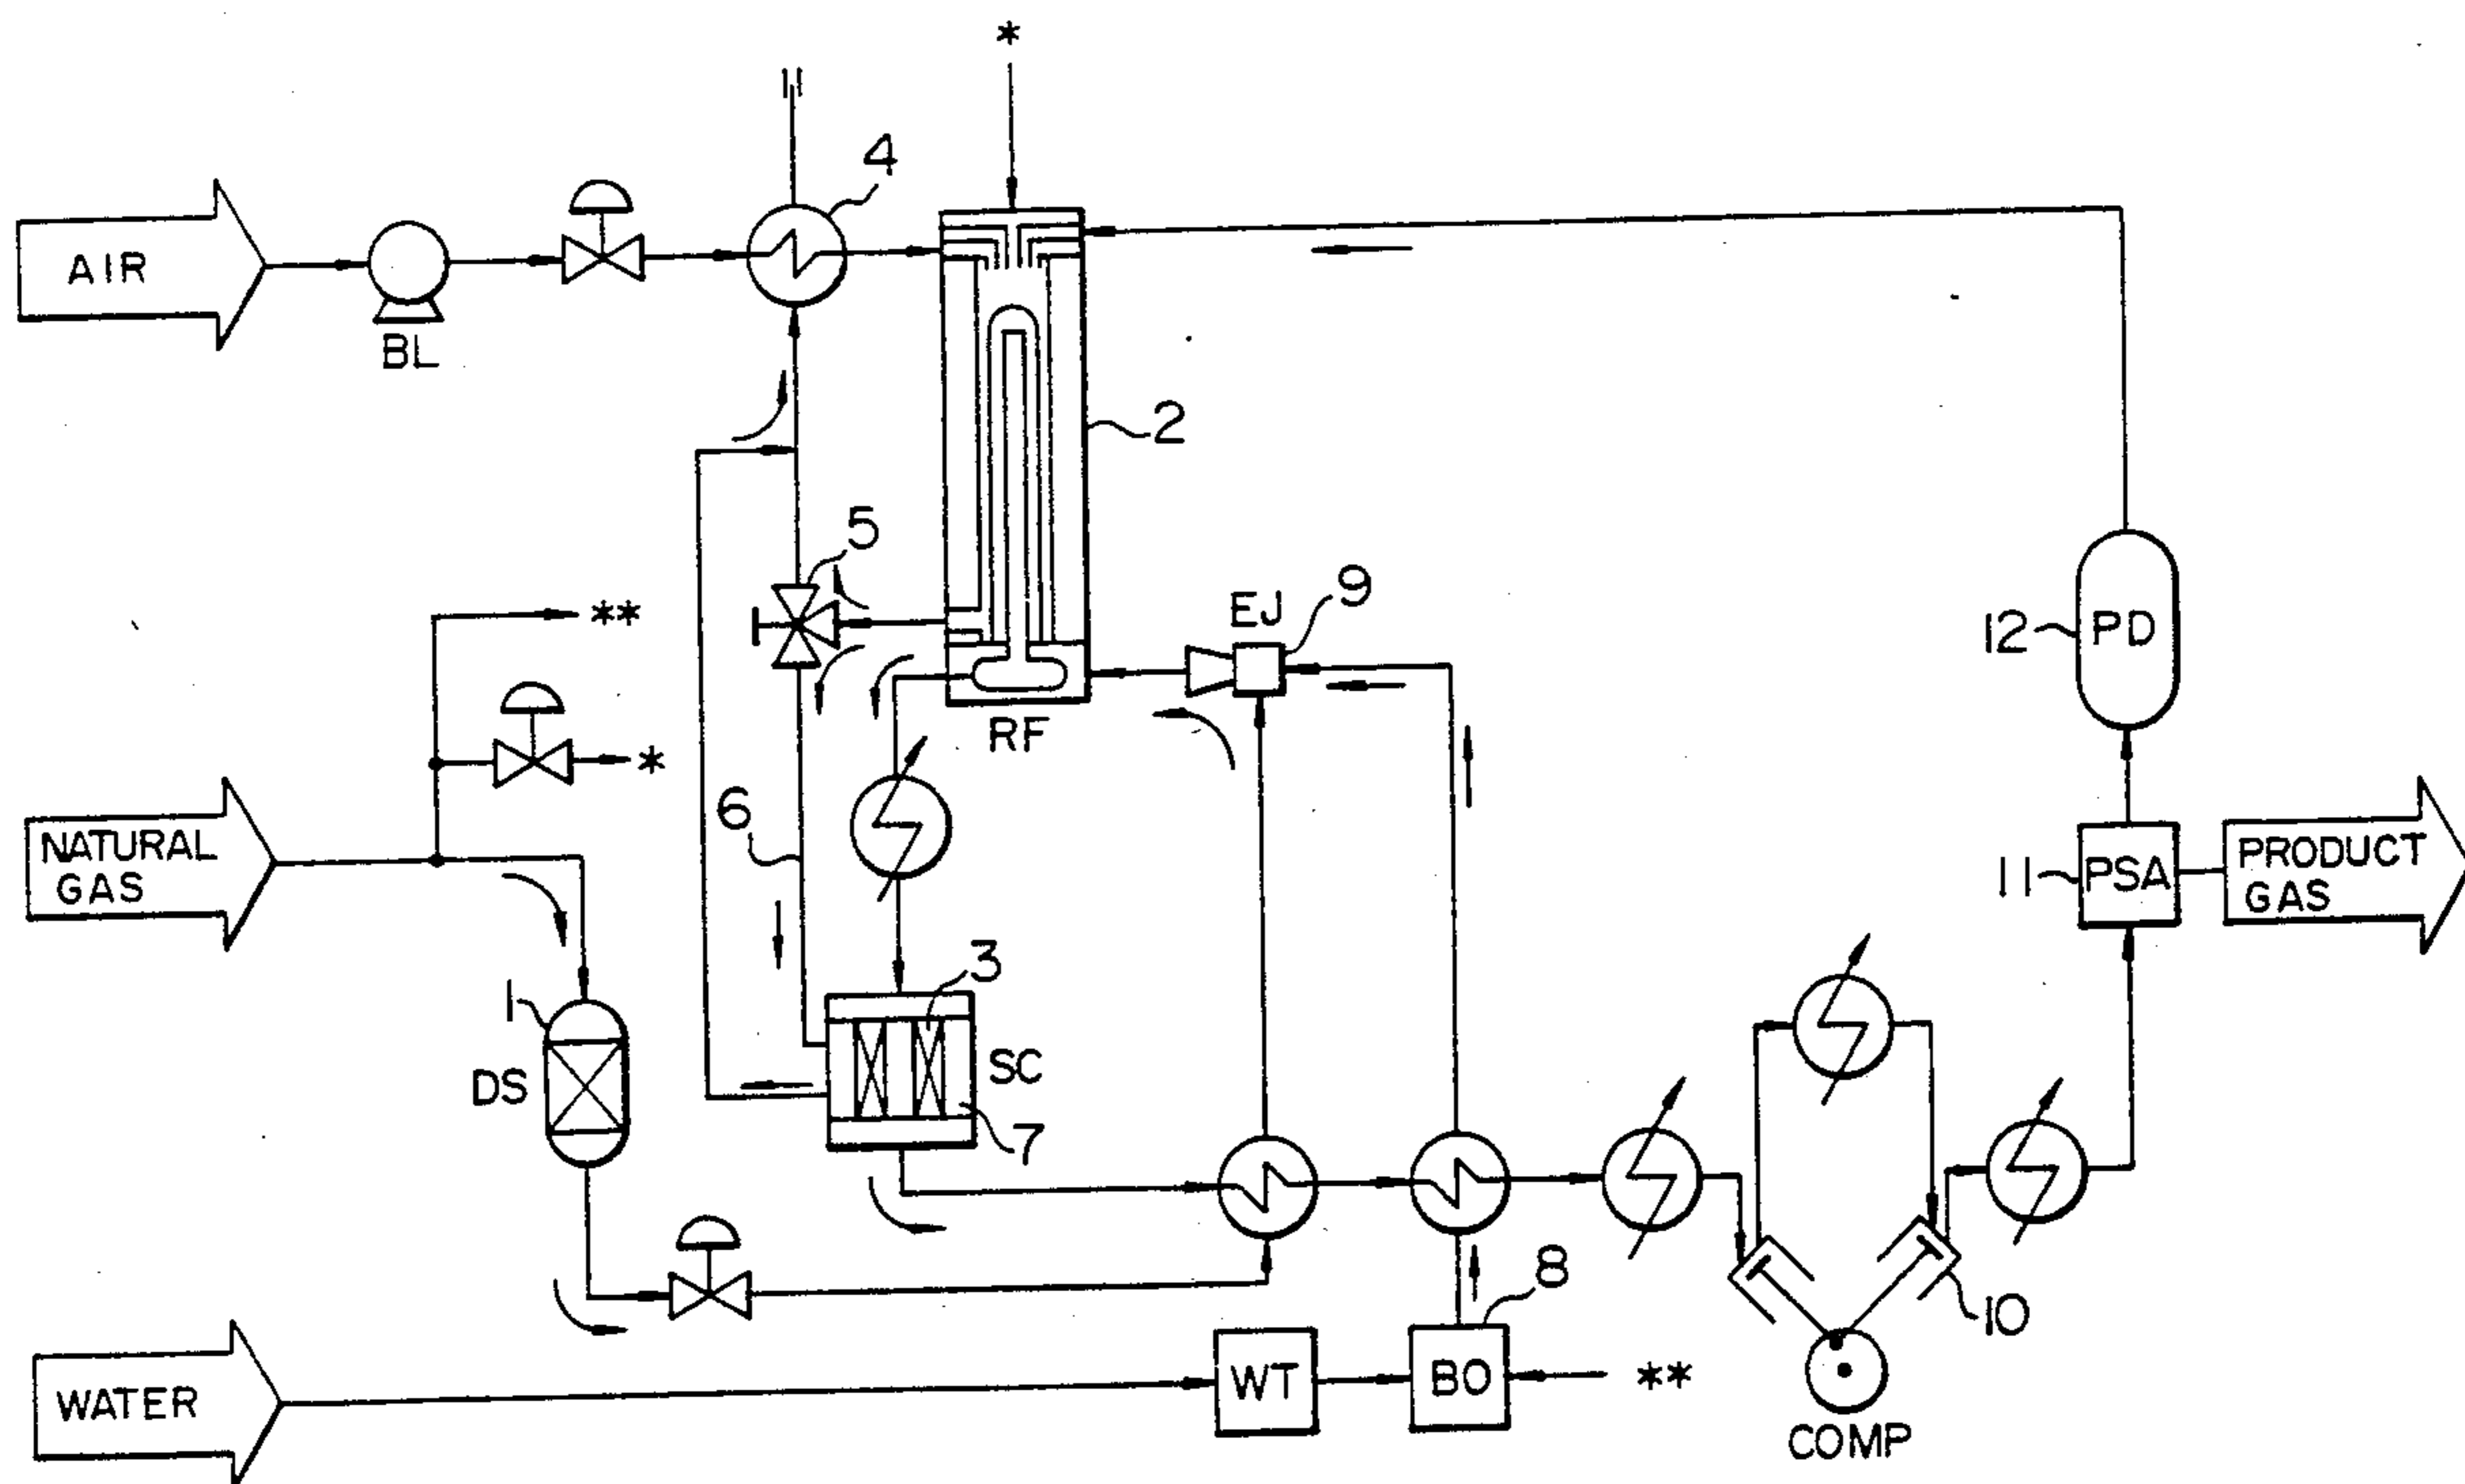 *
4
AIR
BL
2
5
9
EJ
**
12
PD
RF
*
6
NATURAL
GAS
11
PSA
PRODUCT
GAS
3
1
SC
DS
7
8
10
WT
BO
**
WATER
COMP